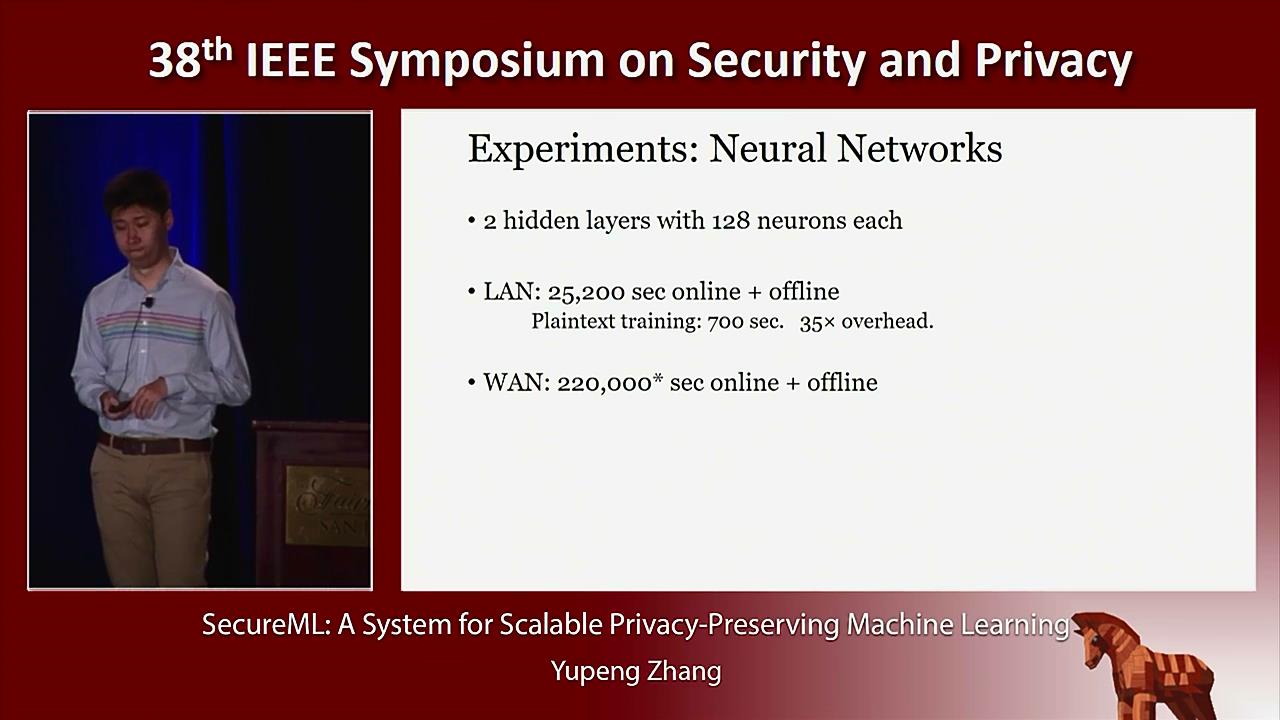 38th IEEE Symposium on Security and Privacy
Experiments: Neural Networks
• 2 hidden layers with 128 neurons each
• LAN: 25,200 sec online + offline
Plaintext training: 700 sec. 35× overhead.
• WAN: 220,000* sec online + offline
SAN
SecureML: A System for Scalable Privacy-Preserving Machine Learning
Yupeng Zhang